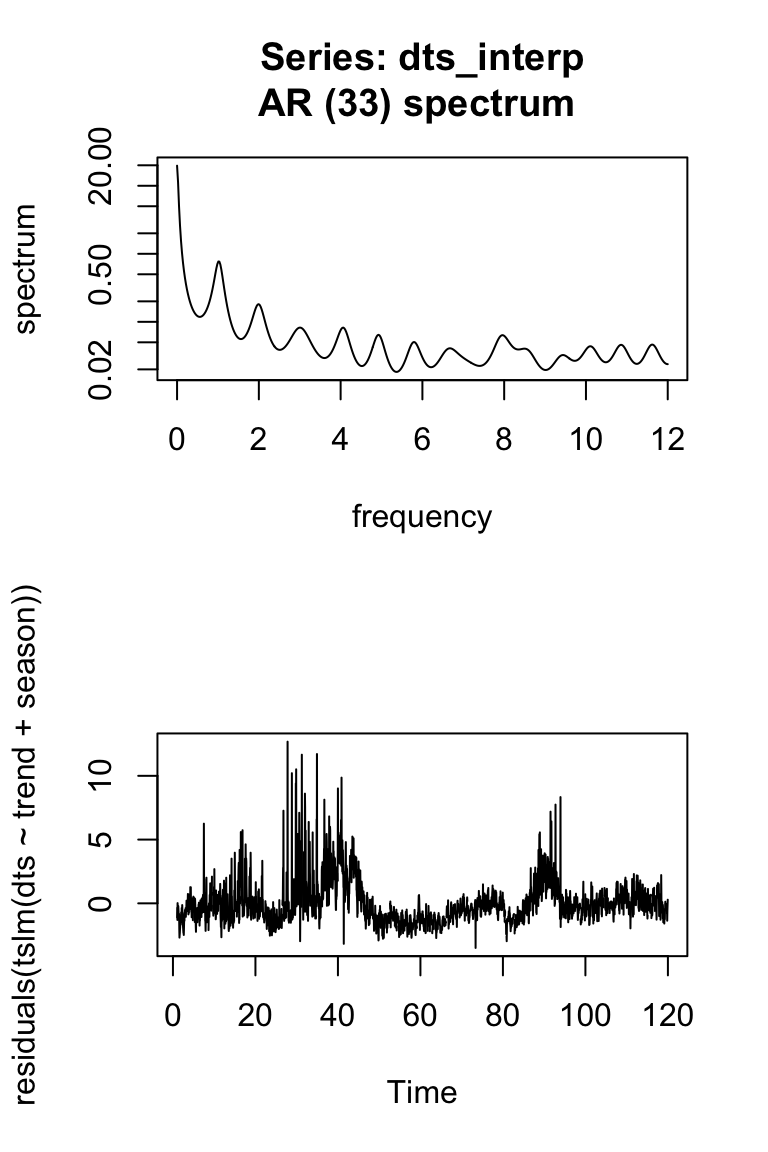 Series: dts_interp
AR (33) spectrum
spectrum
20.00
0.50
0.02
0 2 4 6 8 10 12
frequency
residuals(tslm(dts ~ trend + season))
10
5
0
0 20 40 60 80 100 120
Time